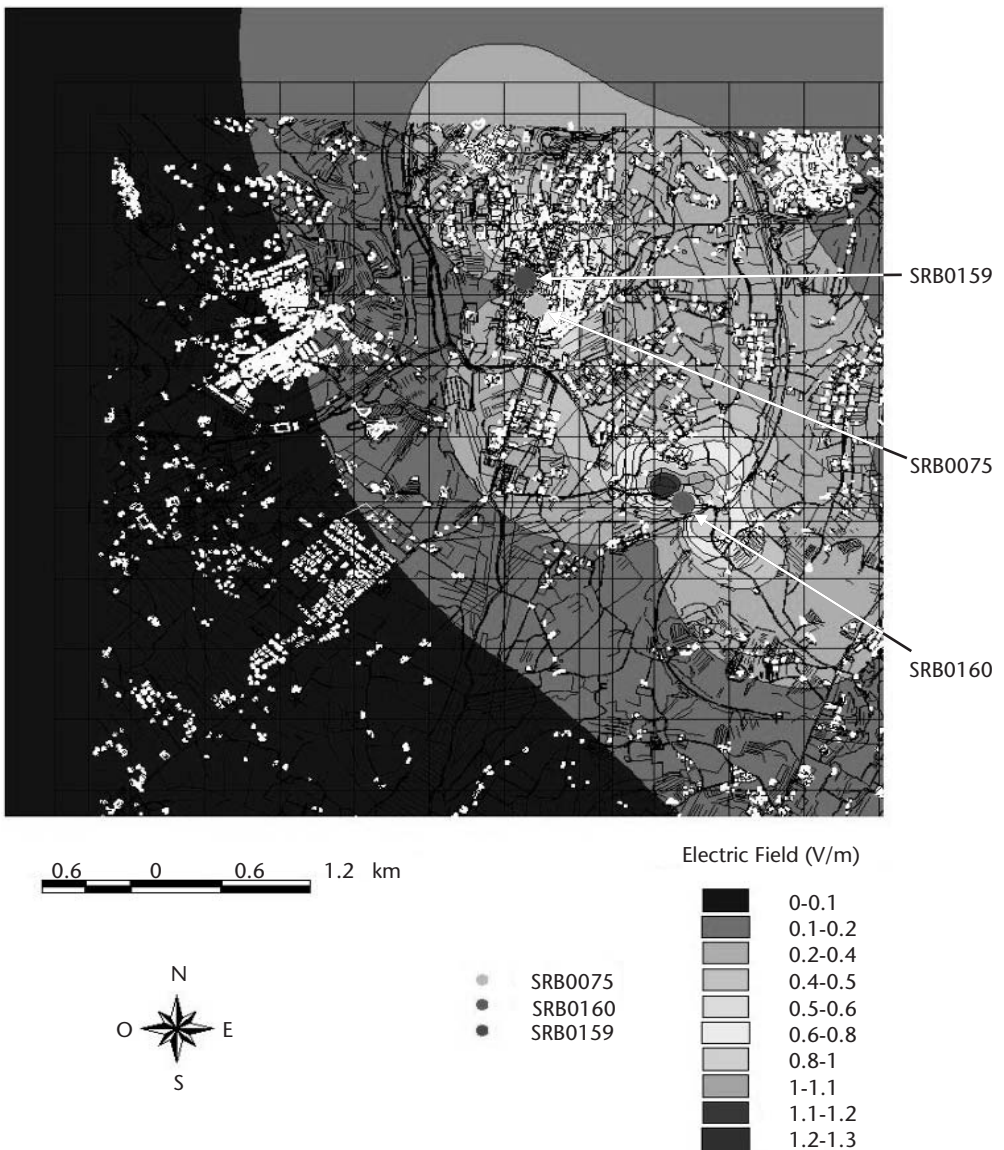 SRB0159
SRB0075
SRB0160
Electric Field (V/m)
0.6 0 0.6 1.2 km
0-0.1
0.1-0.2
0.2-0.4
0.4-0.5
0.5-0.6
0.6-0.8
0.8-1
1-1.1
1.1-1.2
1.2-1.3
N
O E
S
SRB0075
SRB0160
SRB0159